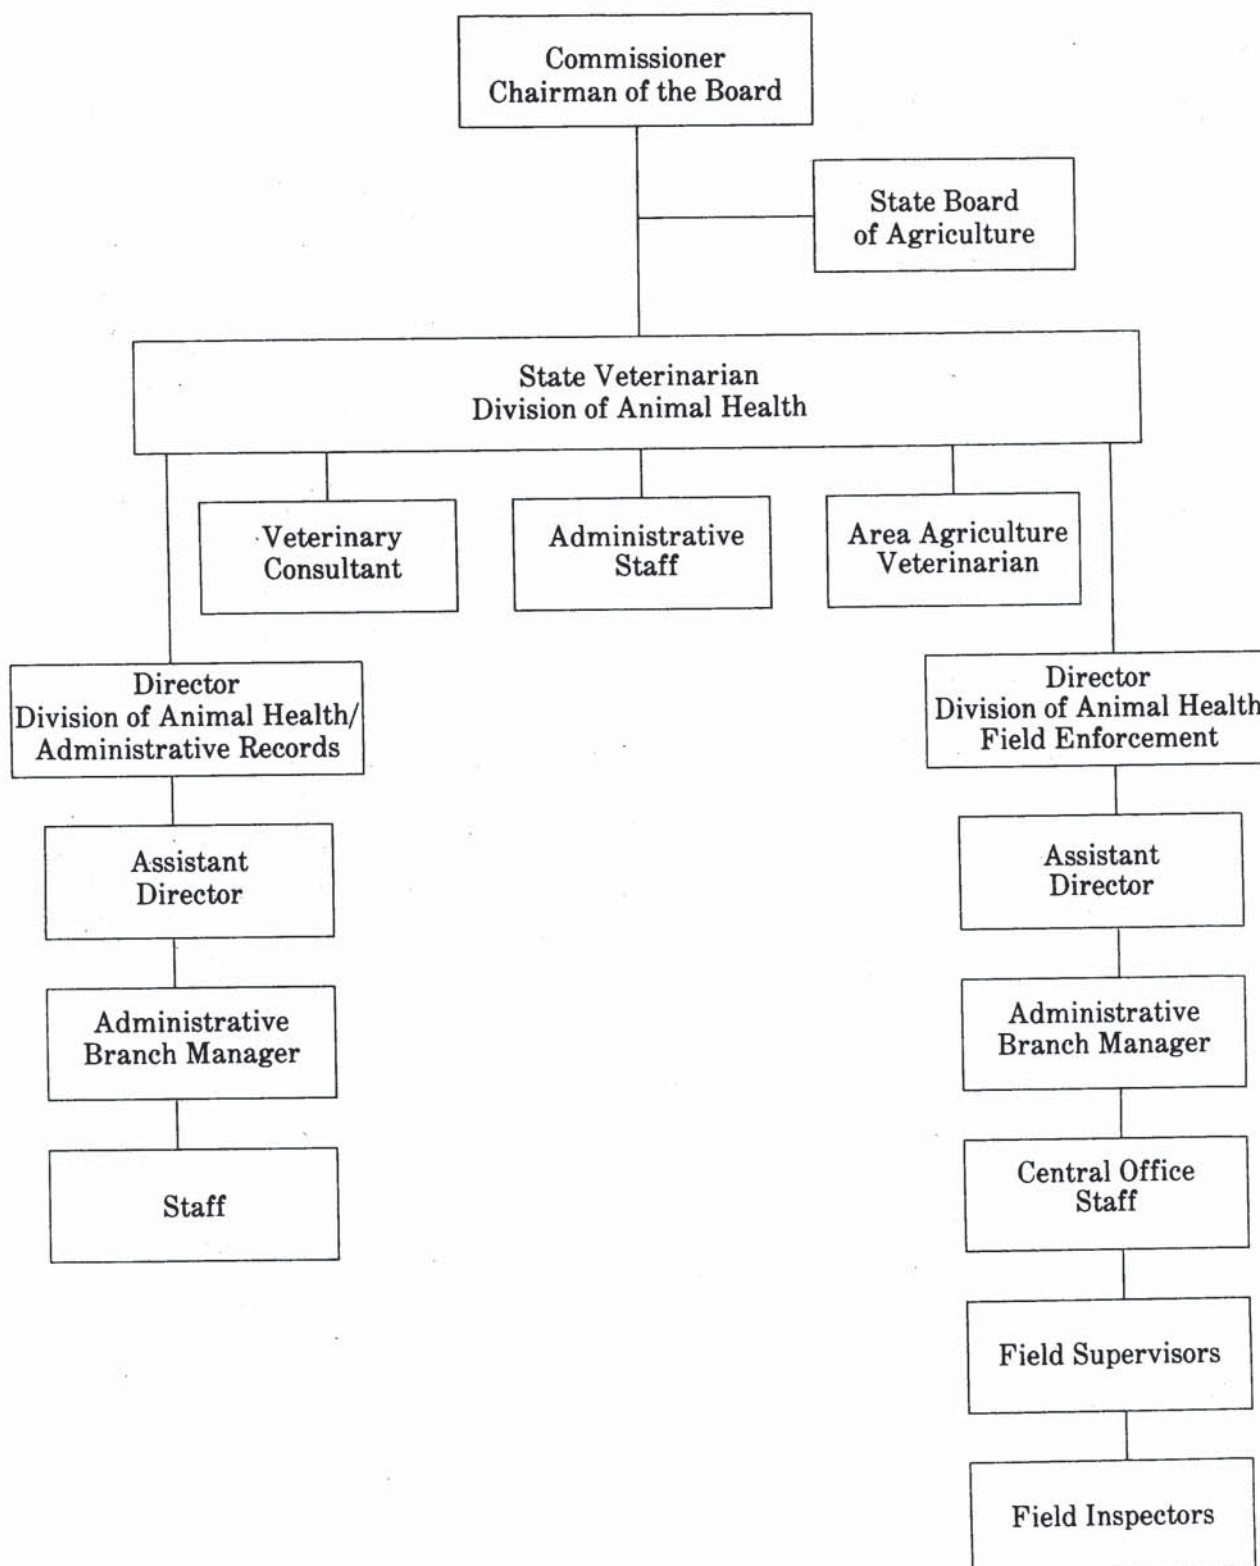 Commissioner
Chairman of the Board
State Board
of Agriculture
State Veterinarian
Division of Animal Health
Veterinary
Consultant
Administrative
Staff
Area Agriculture
Veterinarian
Director
Division of Animal Health/
Administrative Records
Director
Division of Animal Health
Field Enforcement
Assistant
Director
Assistant
Director
Administrative
Branch Manager
Administrative
Branch Manager
Staff
Central Office
Staff
Field Supervisors
Field Inspectors